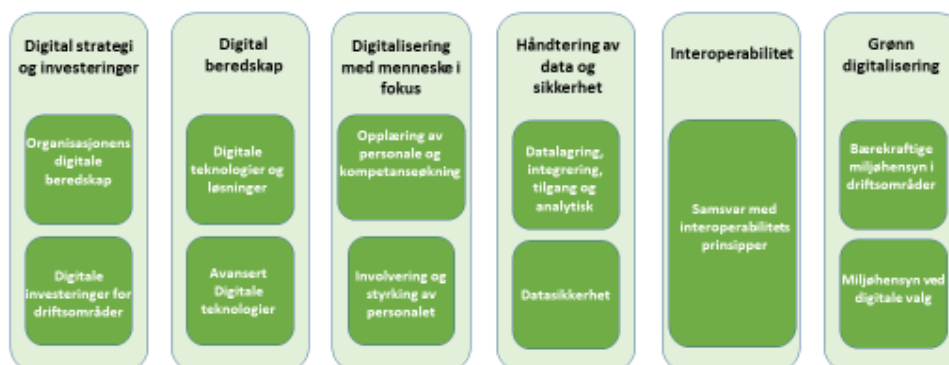 Digital strategi
og investeringer
Organisasjonens
digitale
beredskap
Digitale
investeringer for
driftsområder
Digital
beredskap
Digitale
teknologier og
løsninger
Avansert
Digitale
teknologier
Digitalisering
med menneske i
fokus
Opplæring av
personale og
kompetanseøkning
Involvering og
styrking av
personalet
Håndtering av
data og
sikkerhet
Datalagring,
integrering,
tilgang og
analytisk
Datasikkerhet
Interoperabilitet
Samsvar med
interoperabilitets
prinsipper
Grønn
digitalisering
Bærekraftige
miljøhensyn i
driftsområder
Miljøhensyn ved
digitale valg